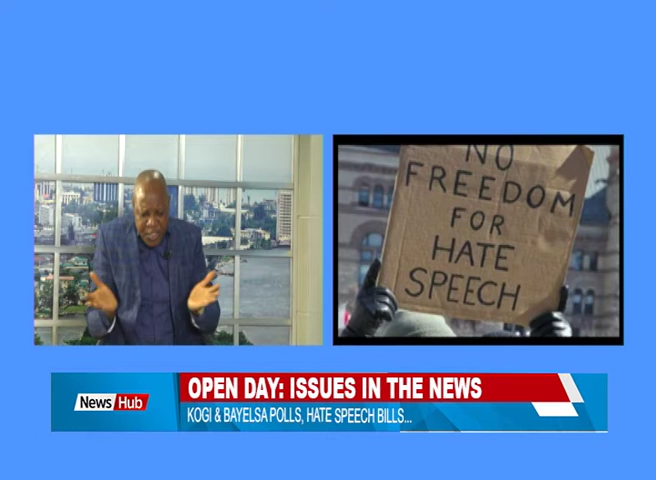 NO
FREEDOM
FOR
HATE
SPEECH
News Hub
OPEN DAY: ISSUES IN THE NEWS
KOGI & BAYELSA POLLS, HATE SPEECH BILLS...